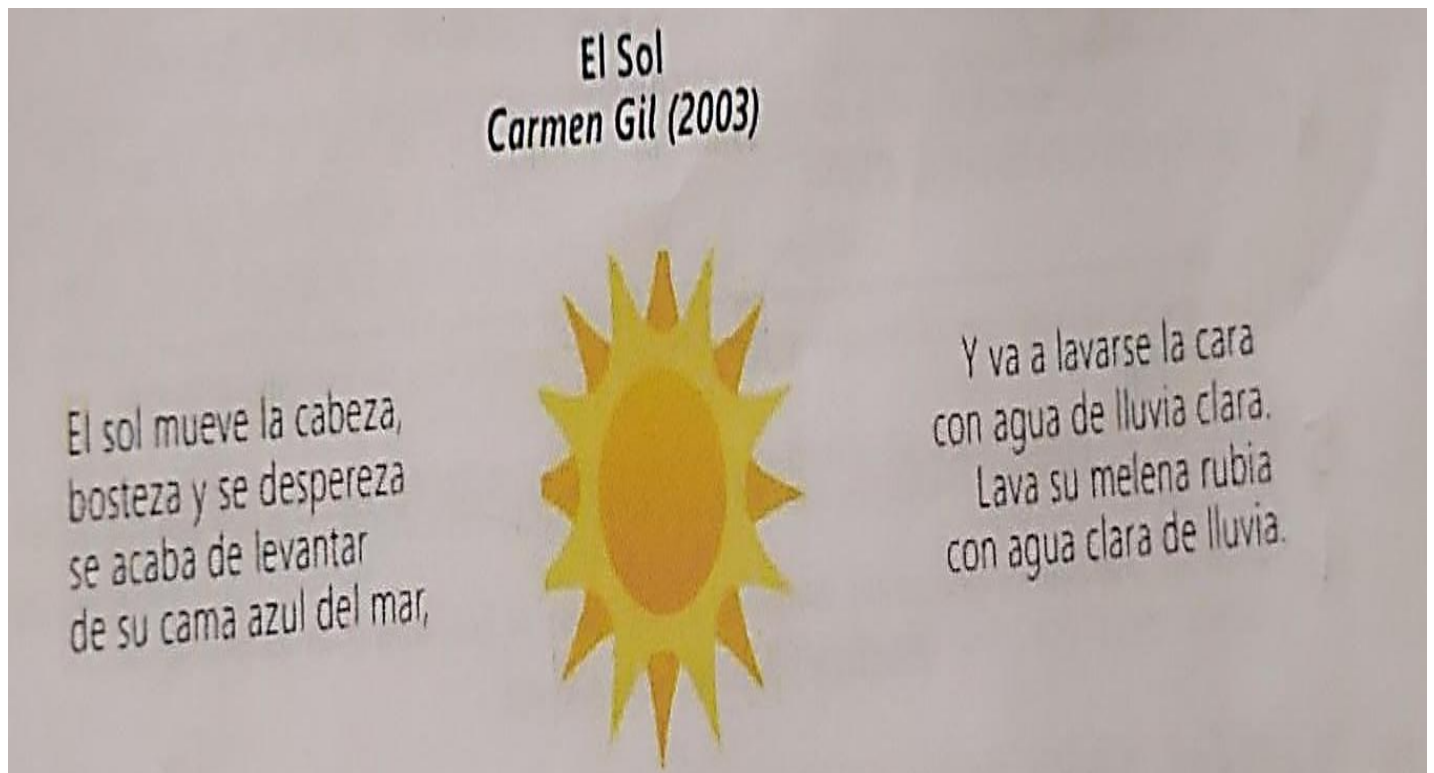 El Sol
Carmen Gil (2003)
El sol mueve la cabeza,
bosteza y se despereza
se acaba de levantar
de su cama azul del mar,
Y va a lavarse la cara
con agua de lluvia clara.
Lava su melena rubia
con agua clara de lluvia.